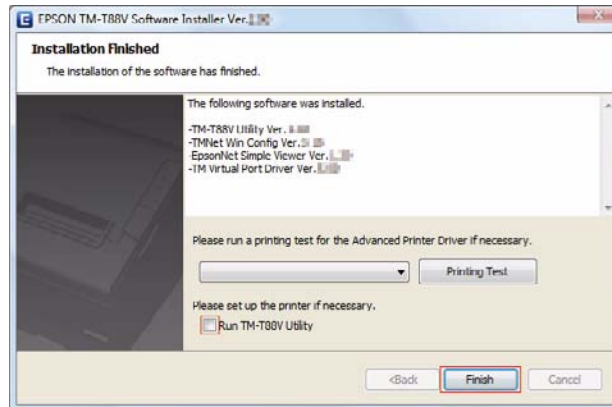 EPSON TM-T88V Software Installer Ver.
Installation Finished
The installation of the software has finished.
The following software was installed.
-TM-T88V Utility Ver.
-TMNet Win Config Ver.
-EpsonNet Simple Viewer Ver.
-TM Virtual Port Driver Ver.
Please run a printing test for the Advanced Printer Driver if necessary.
Printing Test
Please set up the printer if necessary.
Run TM-T88V Utility
<Back Finish Cancel